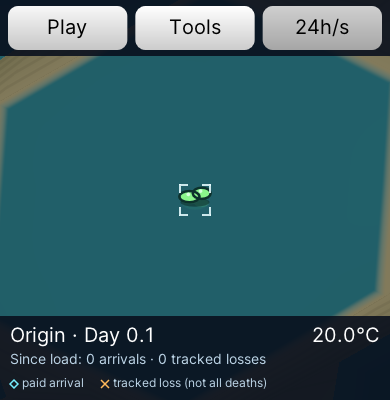 Play Tools 24h/s
Origin · Day 0.1 20.0°C
Since load: 0 arrivals · 0 tracked losses
paid arrival tracked loss (not all deaths)